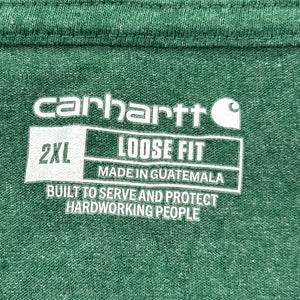 carhartt
2XL
LOOSE FIT
MADE IN GUATEMALA
BUILT TO SERVE AND PROTECT
HARDWORKING PEOPLE